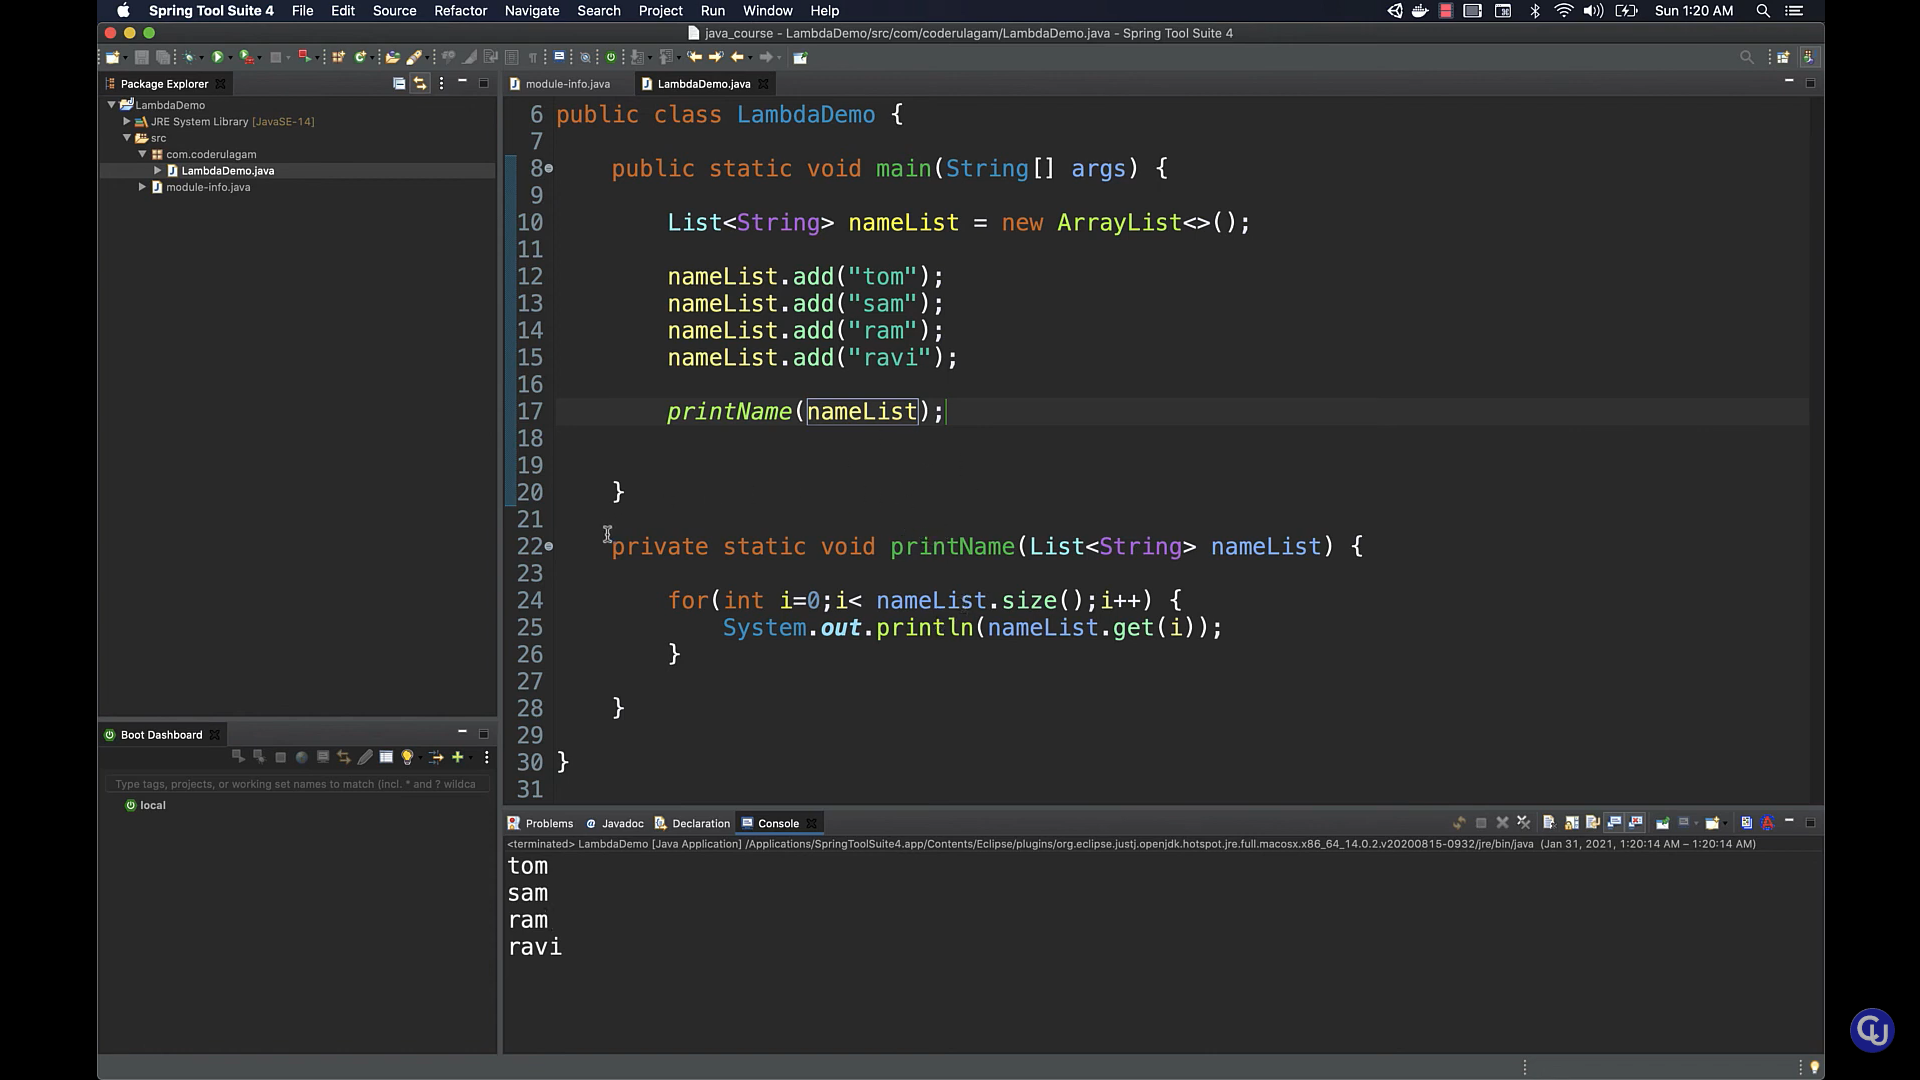 Spring Tool Suite 4 File Edit Source Refactor Navigate Search Project Run Window Help Sun 1:20 AM
java_course - LambdaDemo/src/com/coderulagam/LambdaDemo.java - Spring Tool Suite 4
Package Explorer
module-info.java
LambdaDemo.java
LambdaDemo
JRE System Library [JavaSE-14]
src
com.coderulagam
LambdaDemo.java
module-info.java
6 public class LambdaDemo {
7
8 public static void main(String[] args) {
9
10 List<String> nameList = new ArrayList<>();
11
12 nameList.add("tom");
13 nameList.add("sam");
14 nameList.add("ram");
15 nameList.add("ravi");
16
17 printName(nameList);
18
19
20 }
21
22 private static void printName(List<String> nameList) {
23
24 for(int i=0;i< nameList.size();i++) {
25 System.out.println(nameList.get(i));
26 }
27
28 }
29
30 }
31
Boot Dashboard
Type tags, projects, or working set names to match (incl. * and ? wildca
local
Problems Javadoc Declaration Console
<terminated> LambdaDemo [Java Application] /Applications/SpringToolSuite4.app/Contents/Eclipse/plugins/org.eclipse.justj.openjdk.hotspot.jre.full.macosx.x86_64_14.0.2.v20200815-0932/jre/bin/java (Jan 31, 2021, 1:20:14 AM – 1:20:14 AM)
tom
sam
ram
ravi